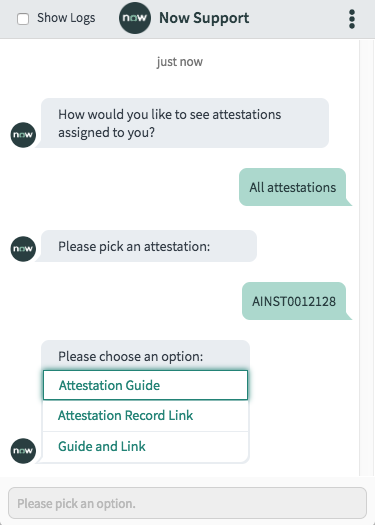 Show Logs
now
Now Support
just now
How would you like to see attestations
assigned to you?
now
All attestations
Please pick an attestation:
now
AINST0012128
Please choose an option:
Attestation Guide
Attestation Record Link
Guide and Link
now
Please pick an option.